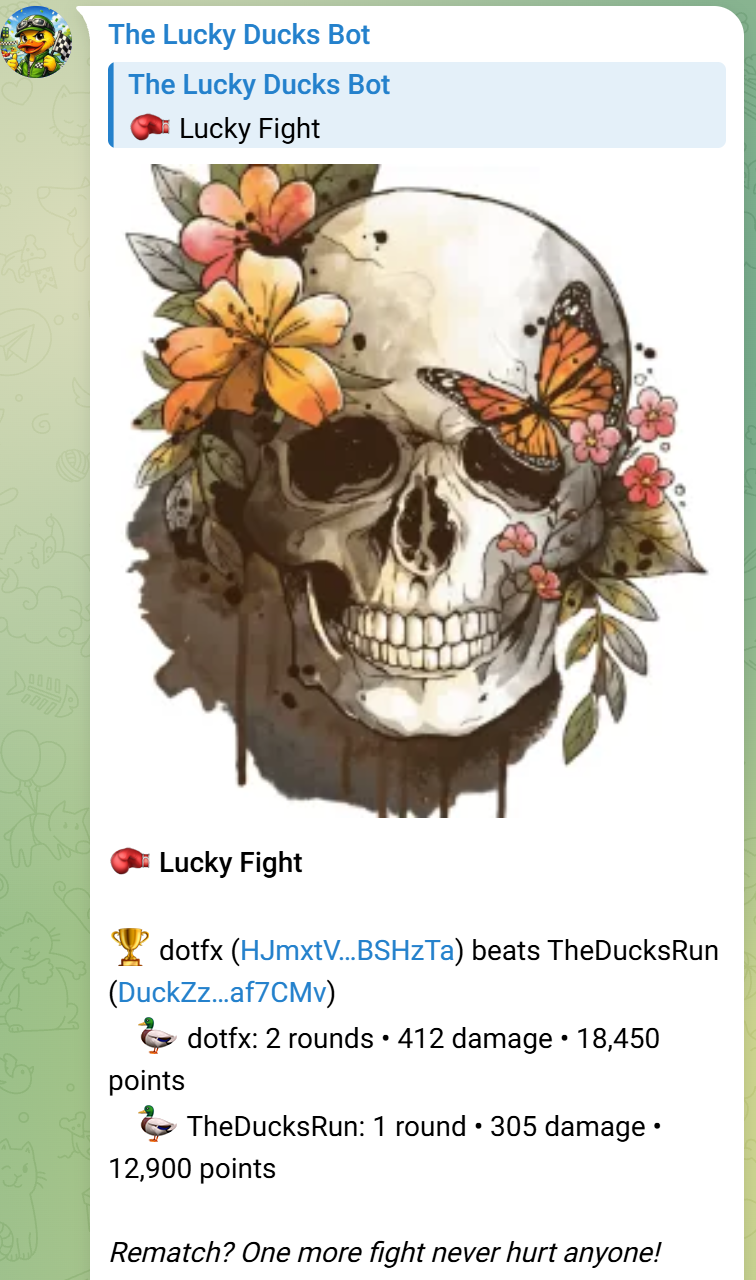 The Lucky Ducks Bot
The Lucky Ducks Bot
🥊 Lucky Fight
🥊 Lucky Fight
🏆 dotfx (HJmxtV...BSHzTa) beats TheDucksRun
(DuckZz...af7CMv)
🦆 dotfx: 2 rounds • 412 damage • 18,450
points
🦆 TheDucksRun: 1 round • 305 damage •
12,900 points
Rematch? One more fight never hurt anyone!